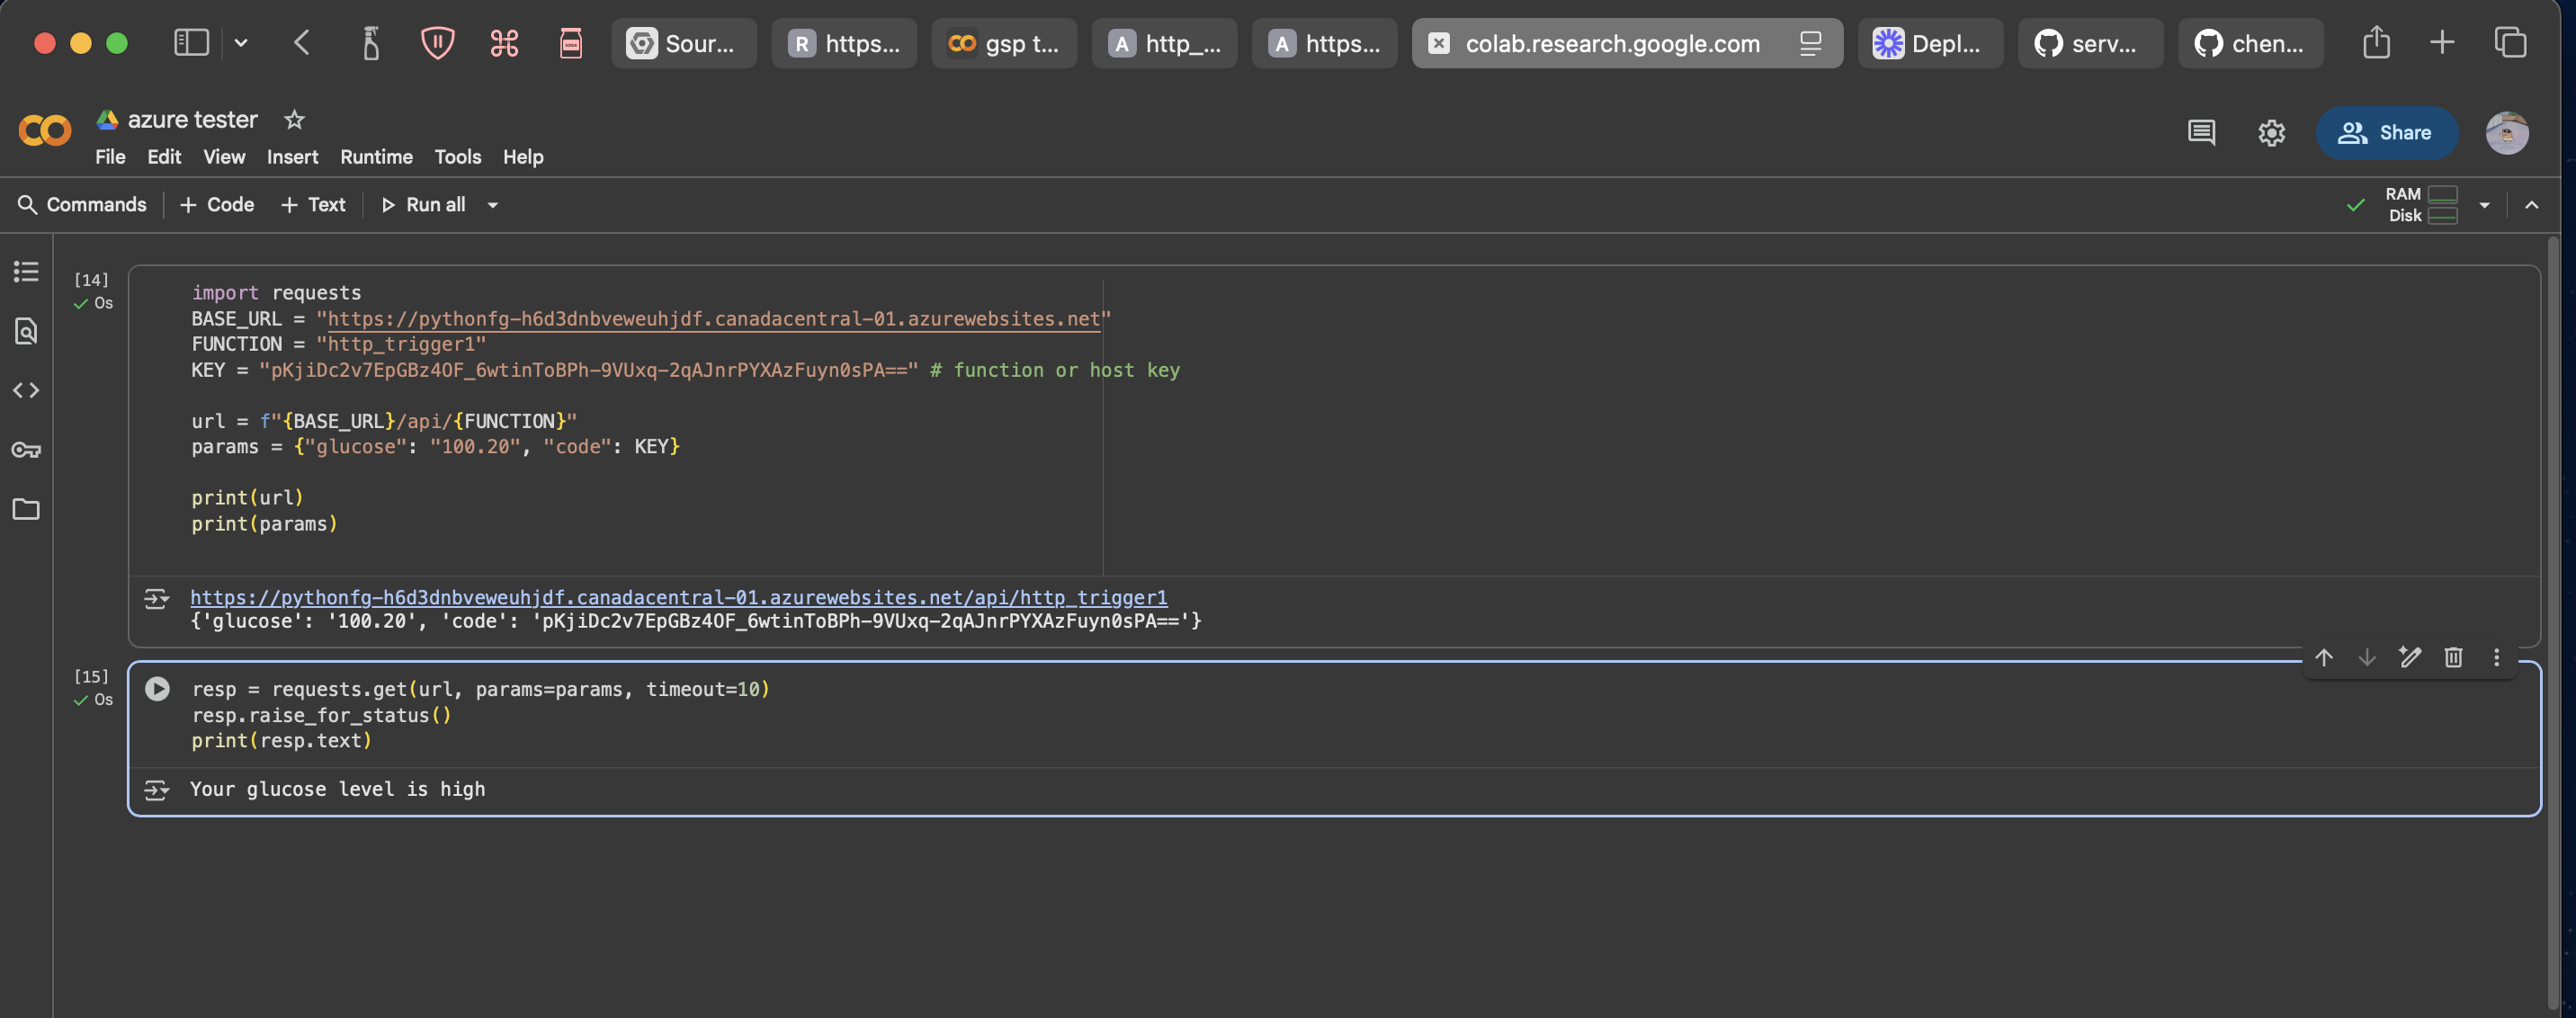 Sour...
R https...
gsp t...
A http_...
A https...
colab.research.google.com
Depl...
serv...
chen...
azure tester
File Edit View Insert Runtime Tools Help
Share
Commands + Code + Text Run all
RAM
Disk
[14]
0s
import requests
BASE_URL = "https://pythonfg-h6d3dnbveweuhjdf.canadacentral-01.azurewebsites.net"
FUNCTION = "http_trigger1"
KEY = "pKjiDc2v7EpGBz4OF_6wtinToBPh-9VUxq-2qAJnrPYXAzFuyn0sPA==" # function or host key
url = f"{BASE_URL}/api/{FUNCTION}"
params = {"glucose": "100.20", "code": KEY}
print(url)
print(params)
https://pythonfg-h6d3dnbveweuhjdf.canadacentral-01.azurewebsites.net/api/http_trigger1
{'glucose': '100.20', 'code': 'pKjiDc2v7EpGBz4OF_6wtinToBPh-9VUxq-2qAJnrPYXAzFuyn0sPA=='}
[15]
0s
resp = requests.get(url, params=params, timeout=10)
resp.raise_for_status()
print(resp.text)
Your glucose level is high